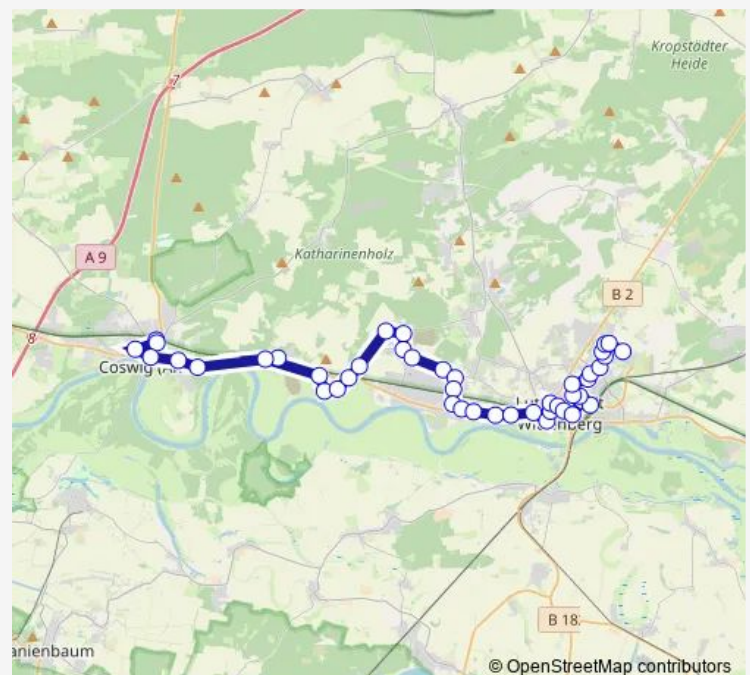 Kropstädter
Heide
7
Katharinenholz
A 9
B 2
8
Coswig (A
Wittenberg
B 18
anienbaum
© OpenStreetMap contributors